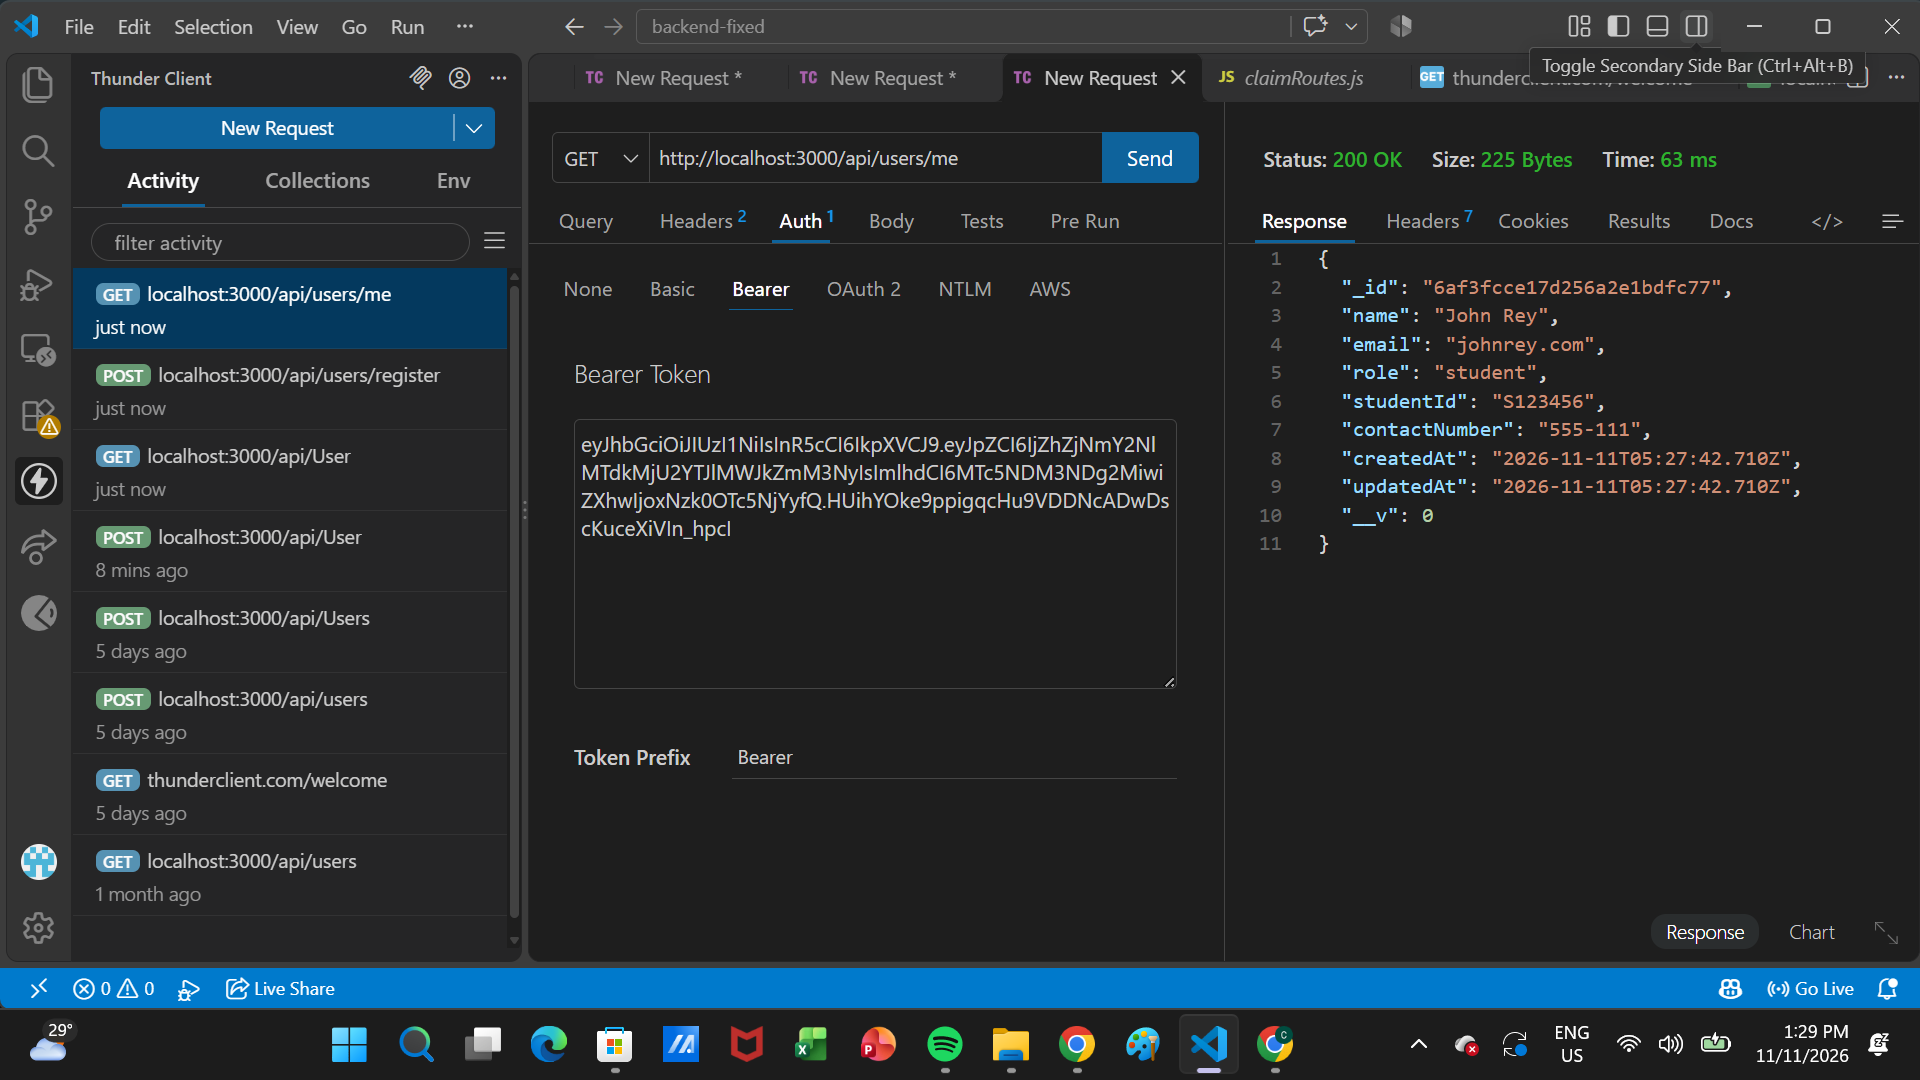 File Edit Selection View Go Run ...
backend-fixed
Thunder Client
New Request
Activity Collections Env
filter activity
GET localhost:3000/api/users/me
just now
POST localhost:3000/api/users/register
just now
GET localhost:3000/api/User
just now
POST localhost:3000/api/User
8 mins ago
POST localhost:3000/api/Users
5 days ago
POST localhost:3000/api/users
5 days ago
GET thunderclient.com/welcome
5 days ago
GET localhost:3000/api/users
1 month ago
TC New Request *
TC New Request *
TC New Request
JS claimRoutes.js
GET
Toggle Secondary Side Bar (Ctrl+Alt+B)
GET http://localhost:3000/api/users/me Send
Query Headers 2 Auth 1 Body Tests Pre Run
None Basic Bearer OAuth 2 NTLM AWS
Bearer Token
eyJhbGciOiJIUzI1NiIsInR5cCI6IkpXVCJ9.eyJpZCI6IjZhZjNmY2Nl
MTdkMjU2YTJlMWJkZmM3NyIsImlhdCI6MTc5NDM3NDg2Miwi
ZXhwIjoxNzk0OTc5NjYyfQ.HUihYOke9ppigqcHu9VDDNcADwDs
cKuceXiVIn_hpcI
Token Prefix Bearer
Status: 200 OK Size: 225 Bytes Time: 63 ms
Response Headers 7 Cookies Results Docs </>
1 {
2 "_id": "6af3fcce17d256a2e1bdfc77",
3 "name": "John Rey",
4 "email": "johnrey.com",
5 "role": "student",
6 "studentId": "S123456",
7 "contactNumber": "555-111",
8 "createdAt": "2026-11-11T05:27:42.710Z",
9 "updatedAt": "2026-11-11T05:27:42.710Z",
10 "__v": 0
11 }
Response Chart
0 0 Live Share
Go Live
29°
ENG
US
1:29 PM
11/11/2026